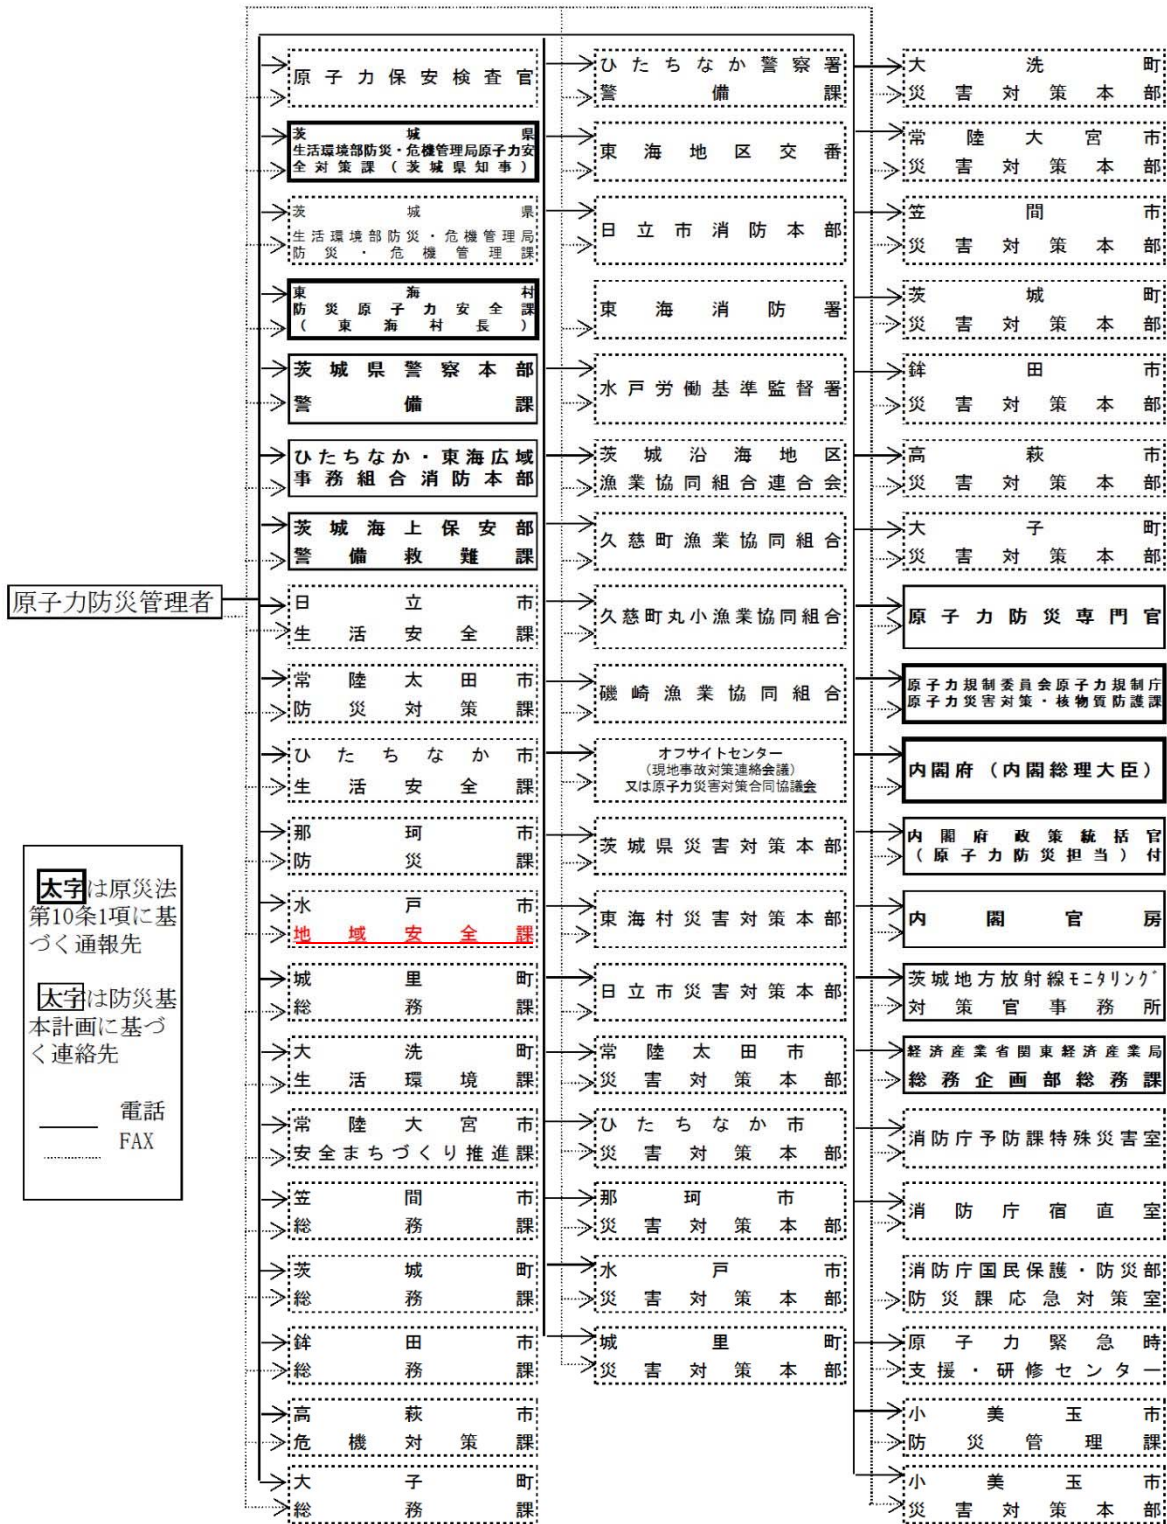 原子力防災管理者
太字は原災法
第10条1項に基
づく通報先
太字は防災基
本計画に基づ
く連絡先
電話
FAX
原子力保安検査官
茨城県
生活環境部防災・危機管理局原子力安
全対策課（茨城県知事）
茨城県
生活環境部防災・危機管理局
防災・危機管理課
東海村
防災原子力安全課
（東海村長）
茨城県警察本部
警備課
ひたちなか・東海広域
事務組合消防本部
茨城海上保安部
警備救難課
日立市
生活安全課
常陸太田市
防災対策課
ひたちなか市
生活安全課
那珂市
防災課
水戸市
地域安全課
城里町
総務課
大洗町
生活環境課
常陸大宮市
安全まちづくり推進課
笠間市
総務課
茨城町
総務課
鉾田市
総務課
高萩市
危機対策課
大子町
総務課
ひたちなか警察署
警備課
東海地区交番
日立市消防本部
東海消防署
水戸労働基準監督署
茨城沿海地区
漁業協同組合連合会
久慈町漁業協同組合
久慈町丸小漁業協同組合
磯崎漁業協同組合
オフサイトセンター
（現地事故対策連絡会議）
又は原子力災害対策合同協議会
茨城県災害対策本部
東海村災害対策本部
日立市災害対策本部
常陸太田市
災害対策本部
ひたちなか市
災害対策本部
那珂市
災害対策本部
水戸市
災害対策本部
城里町
災害対策本部
大洗町
災害対策本部
常陸大宮市
災害対策本部
笠間市
災害対策本部
茨城町
災害対策本部
鉾田市
災害対策本部
高萩市
災害対策本部
大子町
災害対策本部
原子力防災専門官
原子力規制委員会原子力規制庁
原子力災害対策・核物質防護課
内閣府（内閣総理大臣）
内閣府政策統括官
（原子力防災担当）付
内閣官房
茨城地方放射線ﾓﾆﾀﾘﾝｸﾞ
対策官事務所
経済産業省関東経済産業局
総務企画部総務課
消防庁予防課特殊災害室
消防庁宿直室
消防庁国民保護・防災部
防災課応急対策室
原子力緊急時
支援・研修センター
小美玉市
防災管理課
小美玉市
災害対策本部